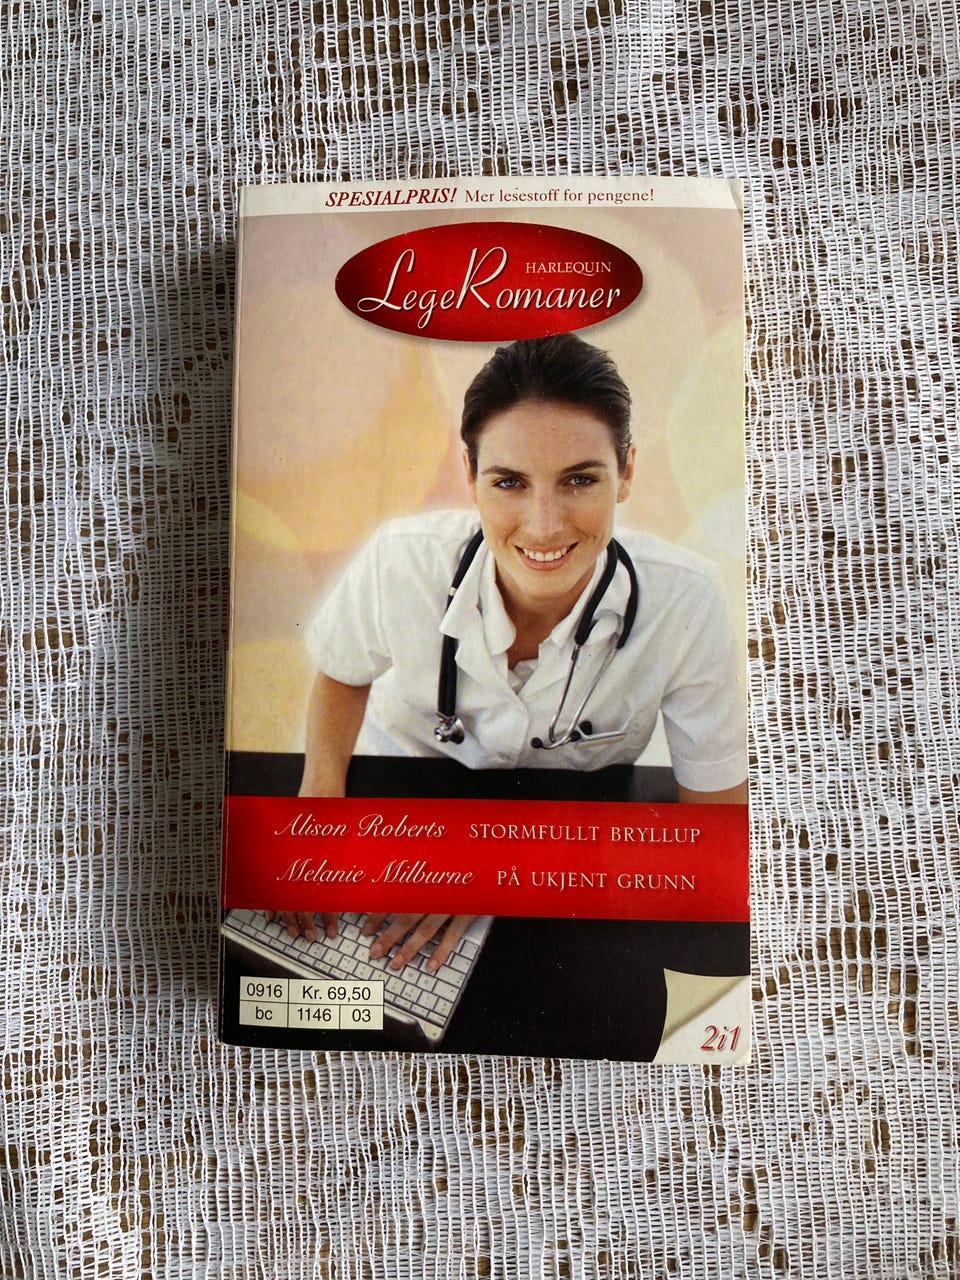 SPESIALPRIS! Mer lesestoff for pengene!
HARLEQUIN
LegeRomaner
Alison Roberts STORMFULLT BRYLLUP
Melanie Milburne PÅ UKJENT GRUNN
0916 Kr. 69,50
bc 1146 03
2i1